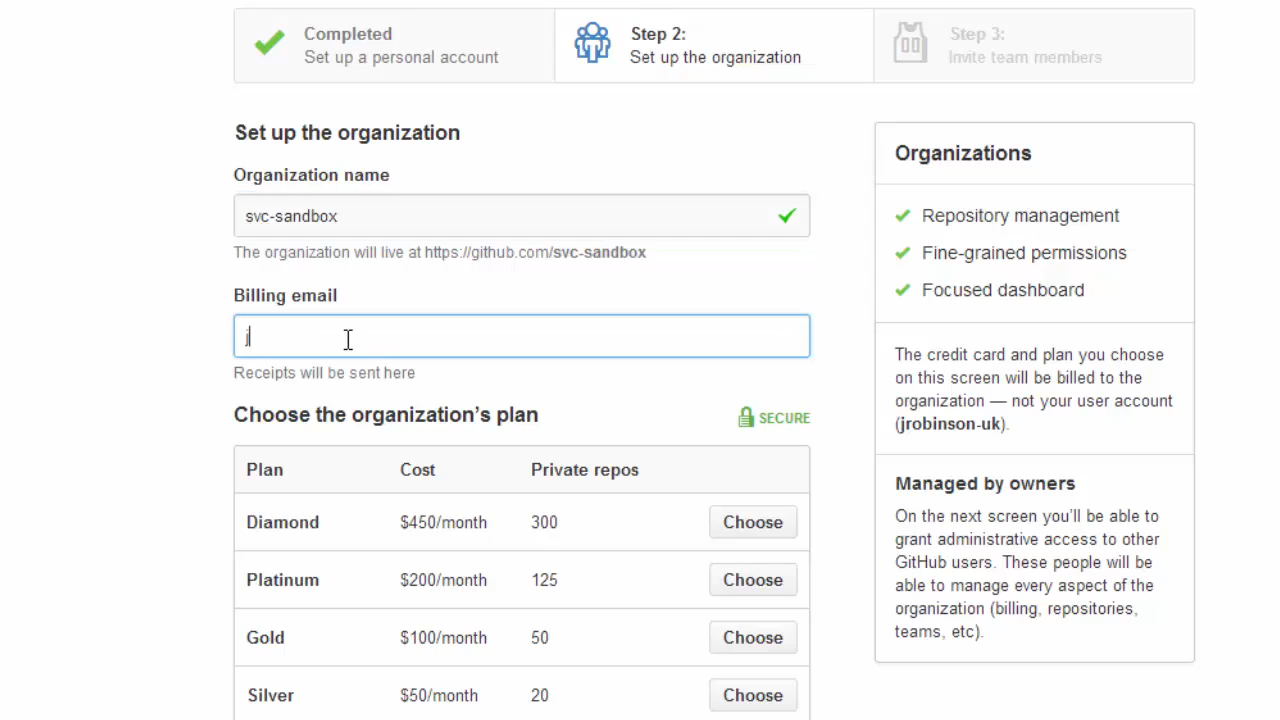 Completed
Set up a personal account
Step 2:
Set up the organization
Step 3:
Invite team members
Set up the organization
Organization name
svc-sandbox
The organization will live at https://github.com/svc-sandbox
Billing email
j
Receipts will be sent here
Choose the organization's plan
SECURE
Plan Cost Private repos
Diamond $450/month 300 Choose
Platinum $200/month 125 Choose
Gold $100/month 50 Choose
Silver $50/month 20 Choose
Organizations
Repository management
Fine-grained permissions
Focused dashboard
The credit card and plan you choose
on this screen will be billed to the
organization — not your user account
(jrobinson-uk).
Managed by owners
On the next screen you'll be able to
grant administrative access to other
GitHub users. These people will be
able to manage every aspect of the
organization (billing, repositories,
teams, etc).